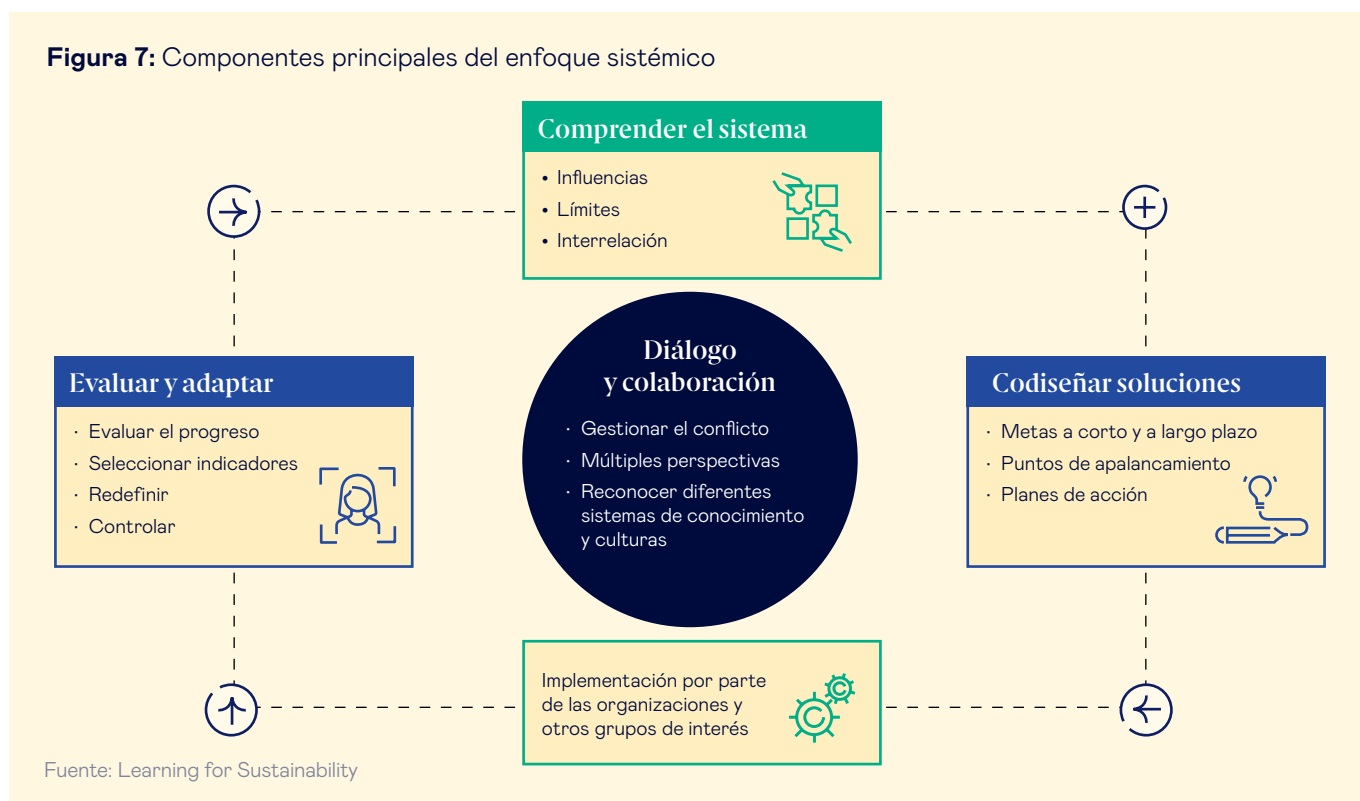 Figura 7: Componentes principales del enfoque sistémico
Comprender el sistema
• Influencias
• Límites
• Interrelación
Evaluar y adaptar
· Evaluar el progreso
· Seleccionar indicadores
· Redefinir
· Controlar
Diálogo
y colaboración
· Gestionar el conflicto
· Múltiples perspectivas
· Reconocer diferentes
sistemas de conocimiento
y culturas
Codiseñar soluciones
· Metas a corto y a largo plazo
· Puntos de apalancamiento
· Planes de acción
Implementación por parte
de las organizaciones y
otros grupos de interés
Fuente: Learning for Sustainability